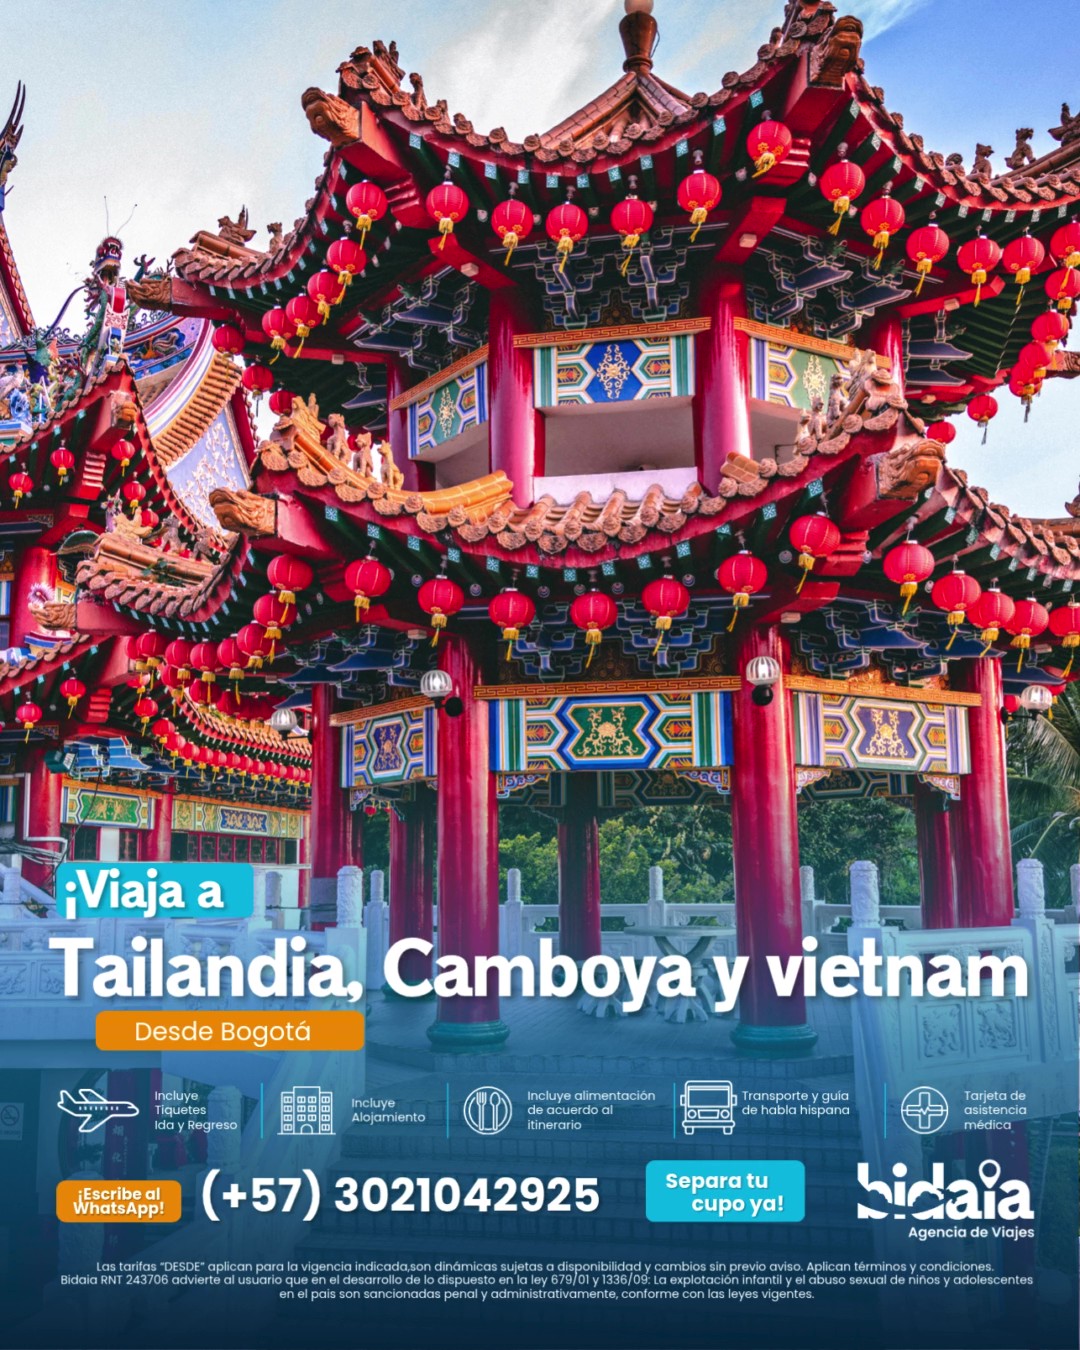 ¡Viaja a
Tailandia, Camboya y vietnam
Desde Bogotá
Incluye
Tiquetes
Ida y Regreso
Incluye
Alojamiento
Incluye alimentación
de acuerdo al
itinerario
Transporte y guía
de habla hispana
Tarjeta de
asistencia
médica
¡Escribe al
WhatsApp!
(+57) 3021042925
Separa tu
cupo ya!
bidaia
Agencia de Viajes
Las tarifas “DESDE” aplican para la vigencia indicada,son dinámicas sujetas a disponibilidad y cambios sin previo aviso. Aplican términos y condiciones.
Bidaia RNT 243706 advierte al usuario que en el desarrollo de lo dispuesto en la ley 679/01 y 1336/09: La explotación infantil y el abuso sexual de niños y adolescentes
en el pais son sancionadas penal y administrativamente, conforme con las leyes vigentes.